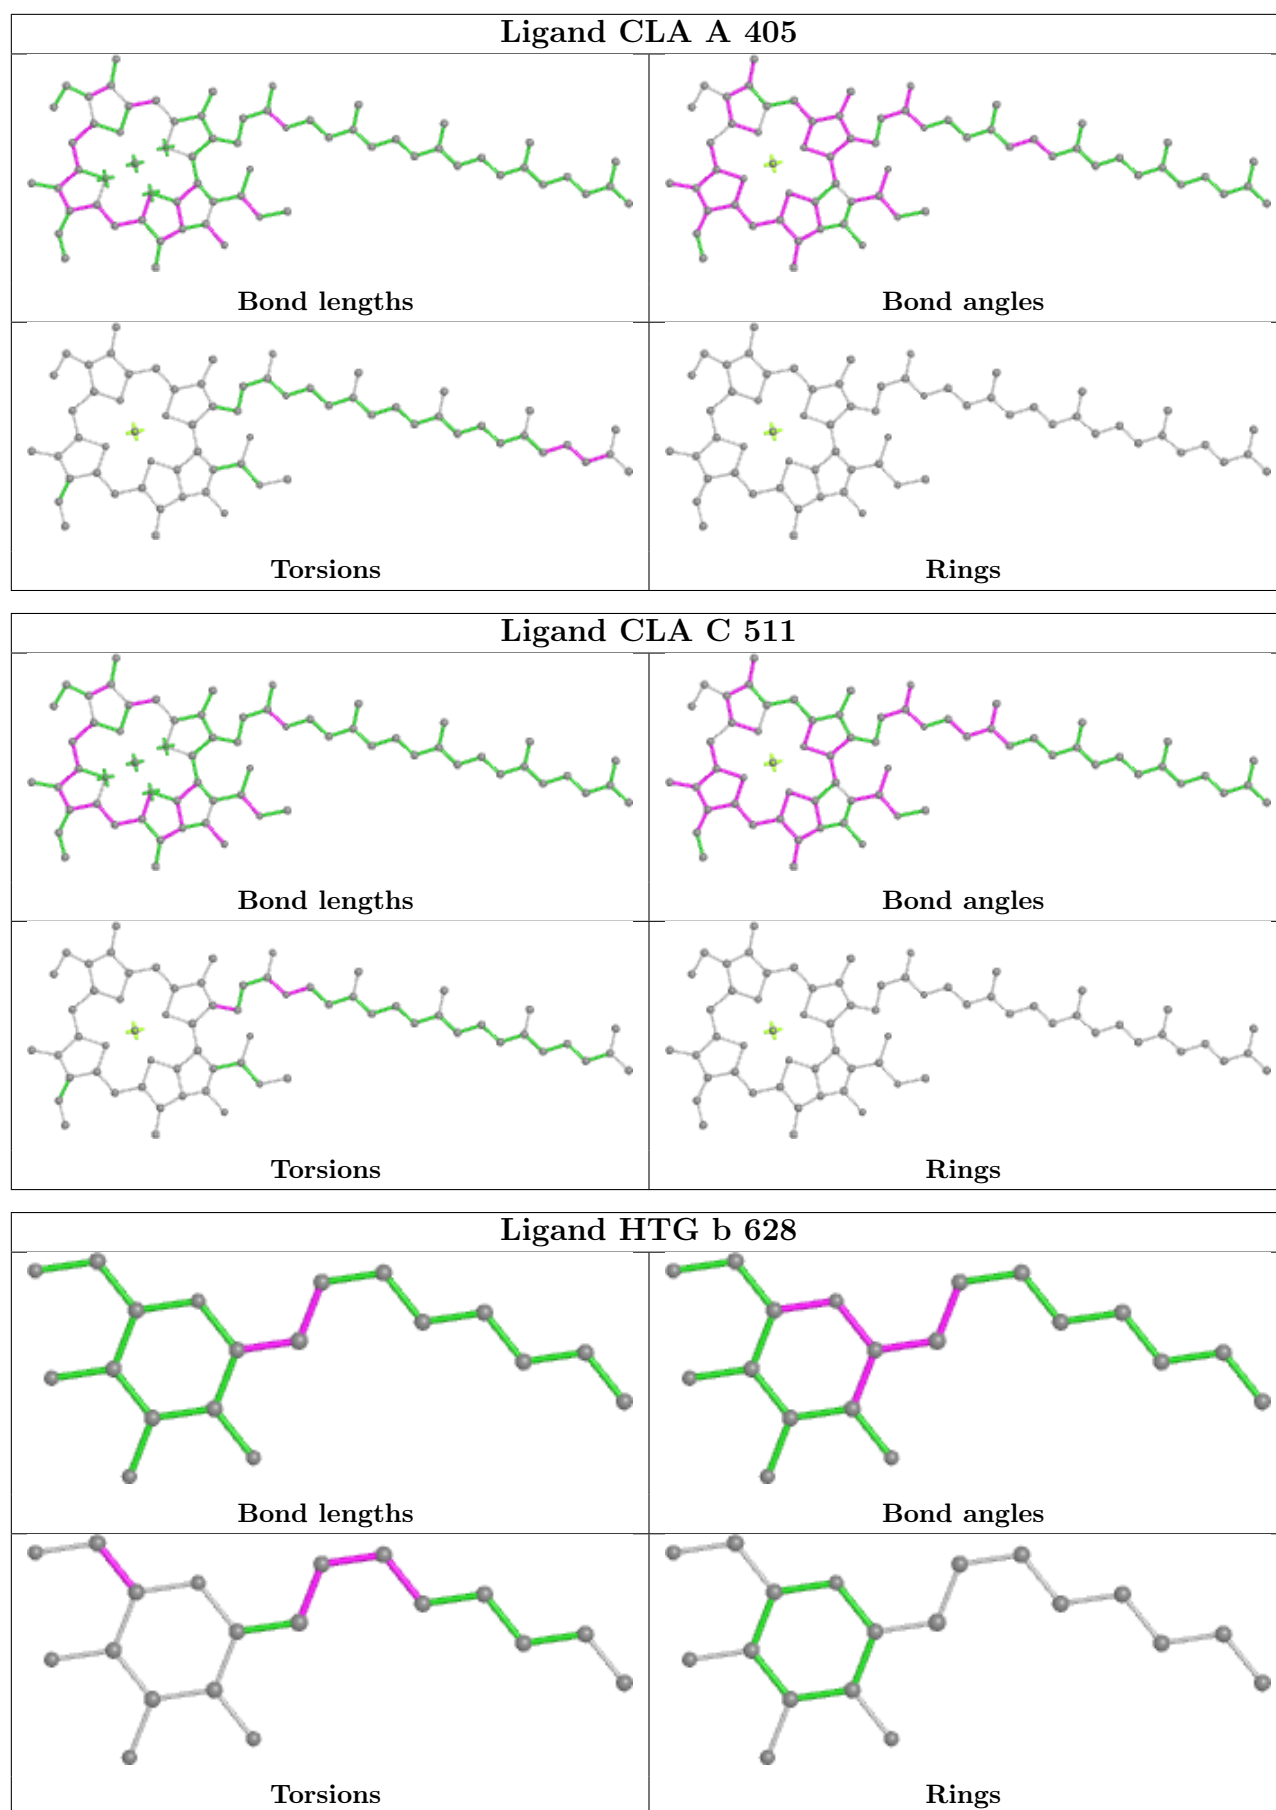 Ligand CLA A 405
Bond lengths
Bond angles
Torsions
Rings
Ligand CLA C 511
Bond lengths
Bond angles
Torsions
Rings
Ligand HTG b 628
Bond lengths
Bond angles
Torsions
Rings